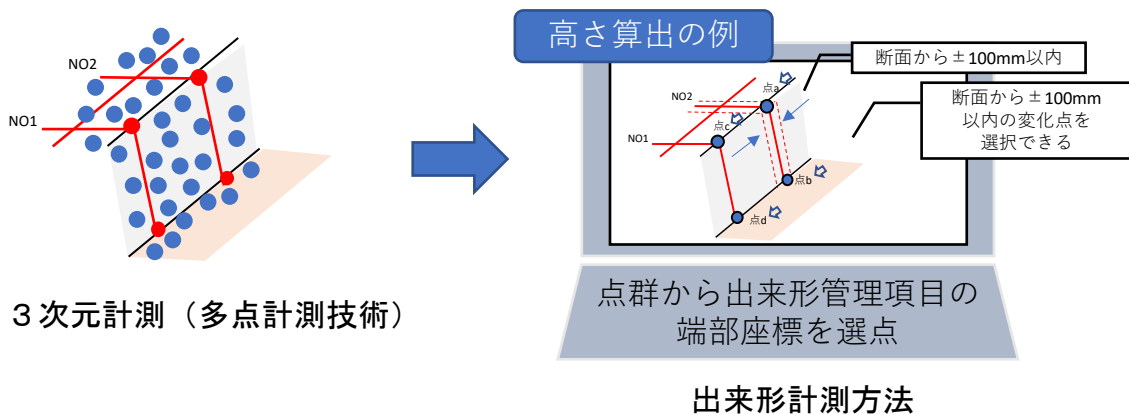 NO2
NO1
３次元計測（多点計測技術）
高さ算出の例
断面から±100mm以内
断面から±100mm
以内の変化点を
選択できる
点a
NO2
点c
NO1
点b
点d
点群から出来形管理項目の
端部座標を選点
出来形計測方法